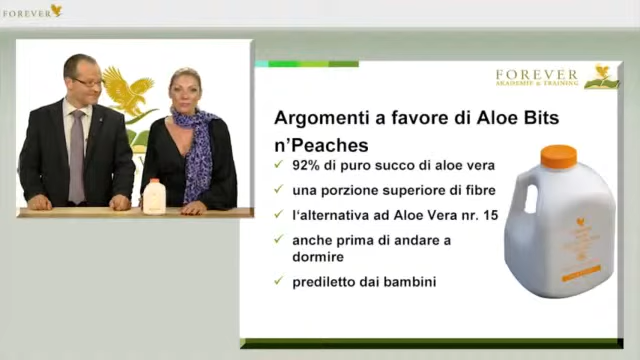 FOREVER
FOREVER
AKADEMIE & TRAINING
Argomenti a favore di Aloe Bits
n'Peaches
✓ 92% di puro succo di aloe vera
✓ una porzione superiore di fibre
✓ l'alternativa ad Aloe Vera nr. 15
✓ anche prima di andare a
dormire
✓ prediletto dai bambini